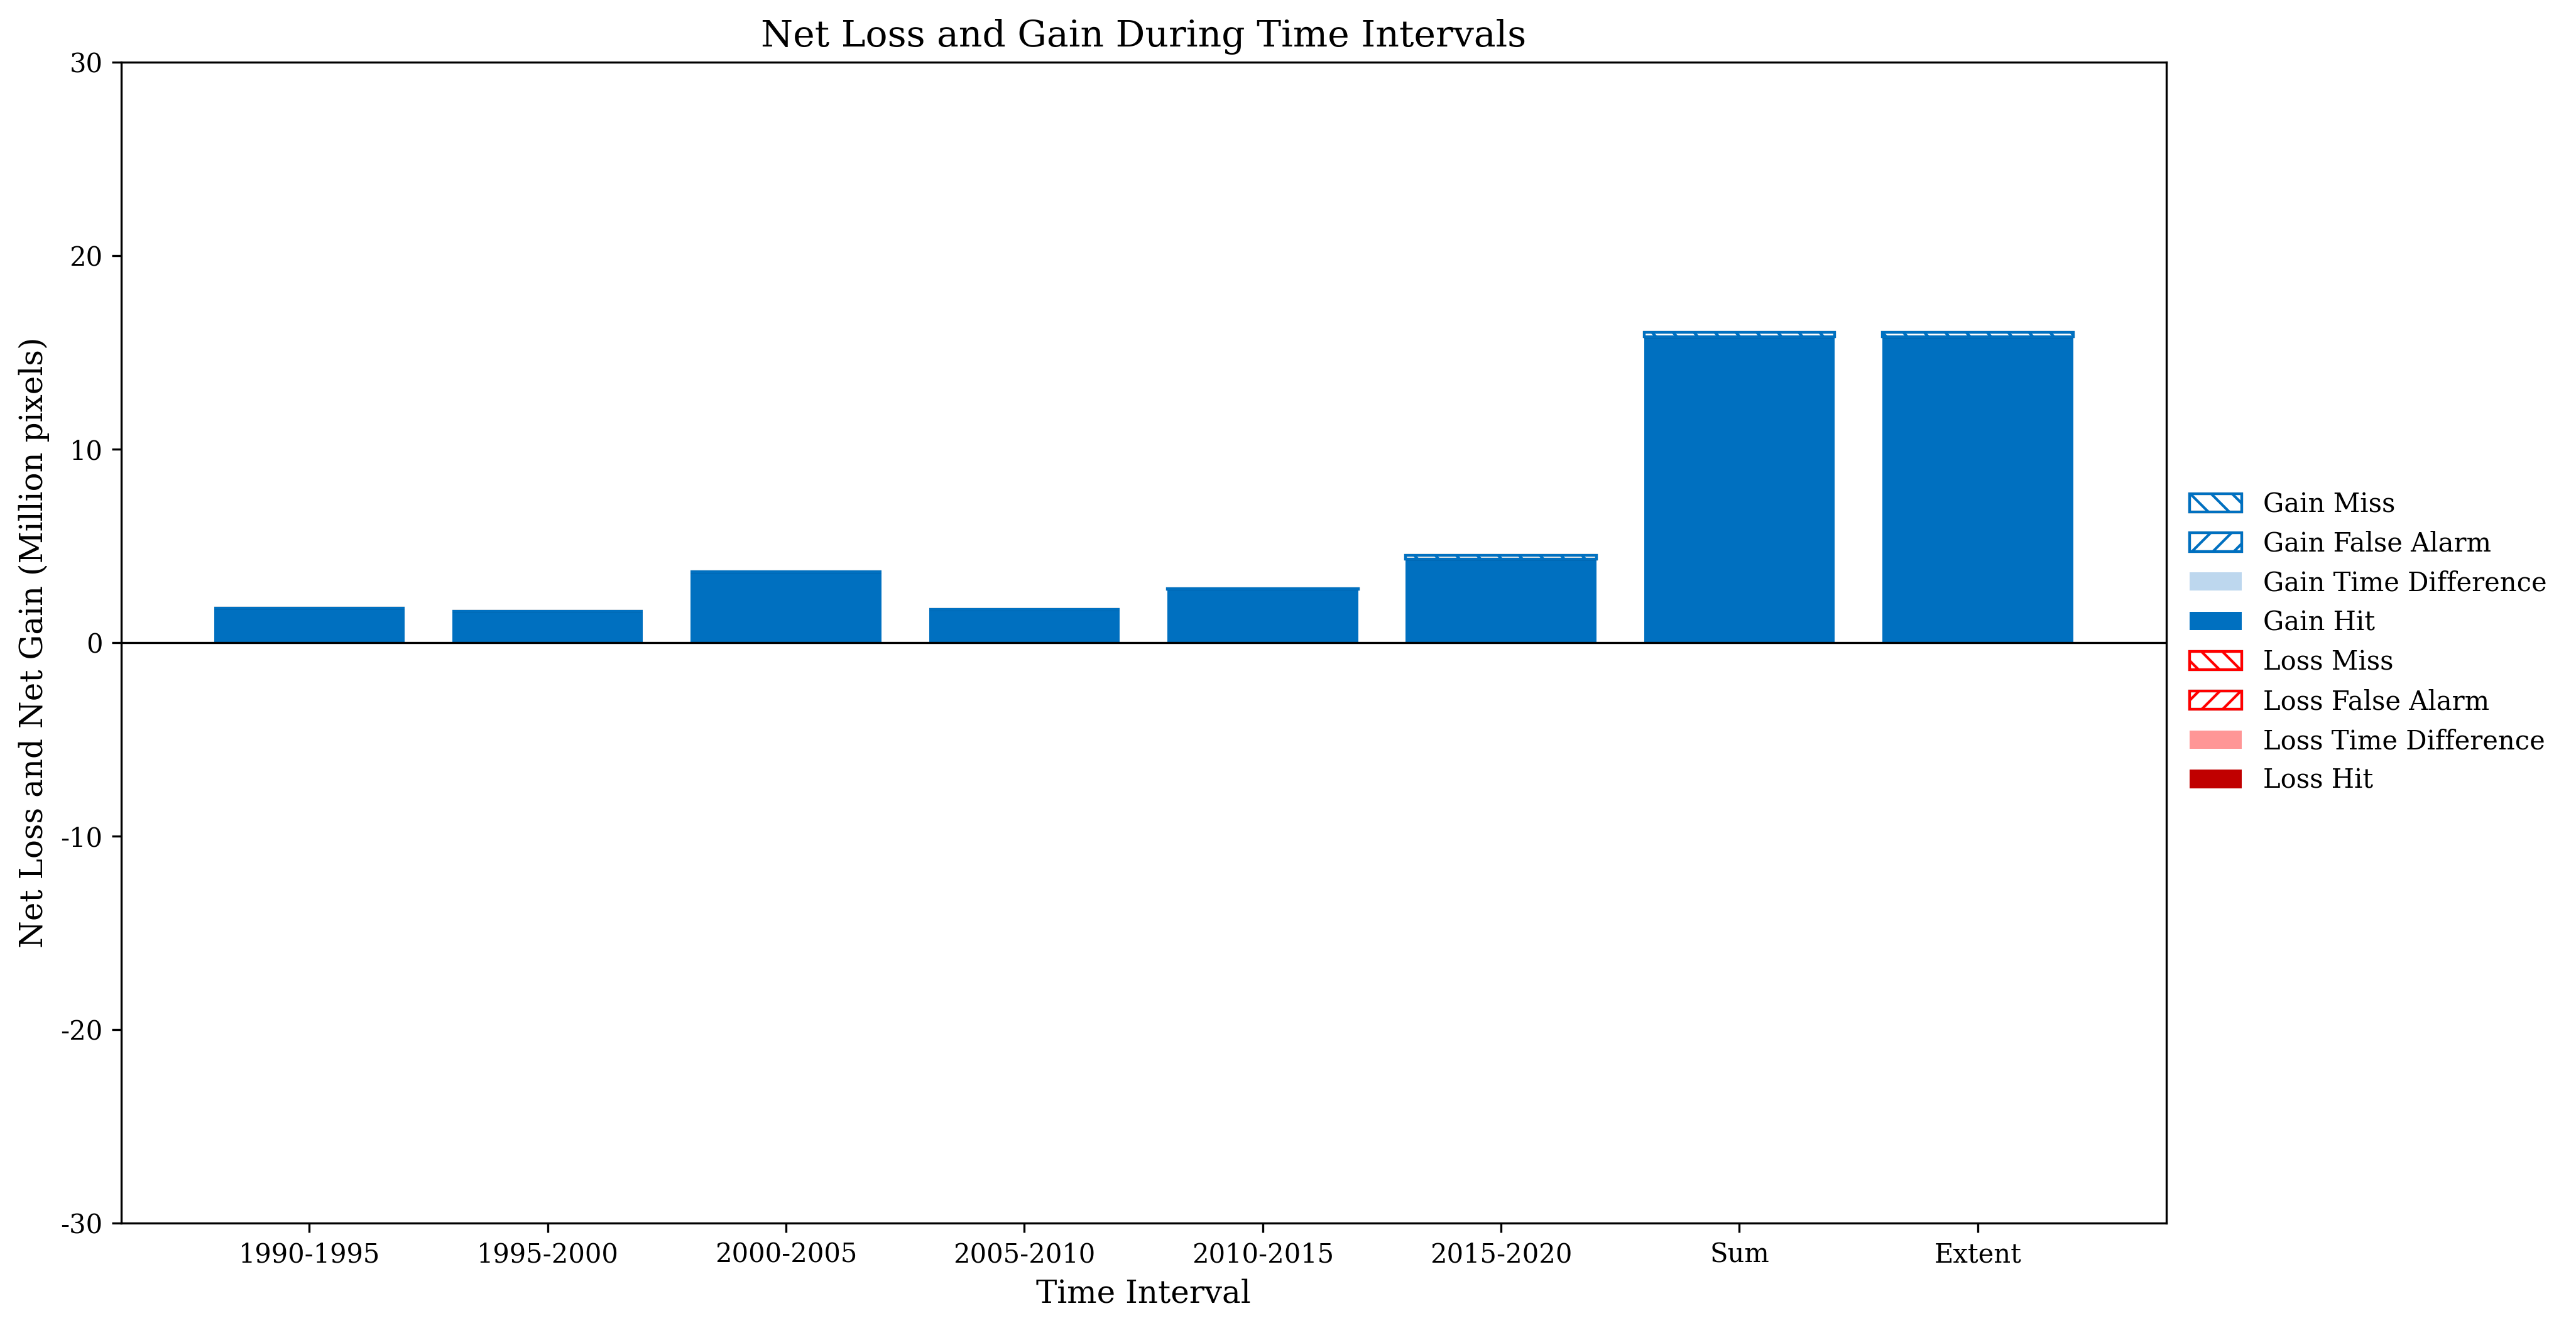 Net Loss and Gain During Time Intervals
Net Loss and Net Gain (Million pixels)
30
20
10
0
-10
-20
-30
1990-1995
1995-2000
2000-2005
2005-2010
2010-2015
2015-2020
Sum
Extent
Time Interval
Gain Miss
Gain False Alarm
Gain Time Difference
Gain Hit
Loss Miss
Loss False Alarm
Loss Time Difference
Loss Hit